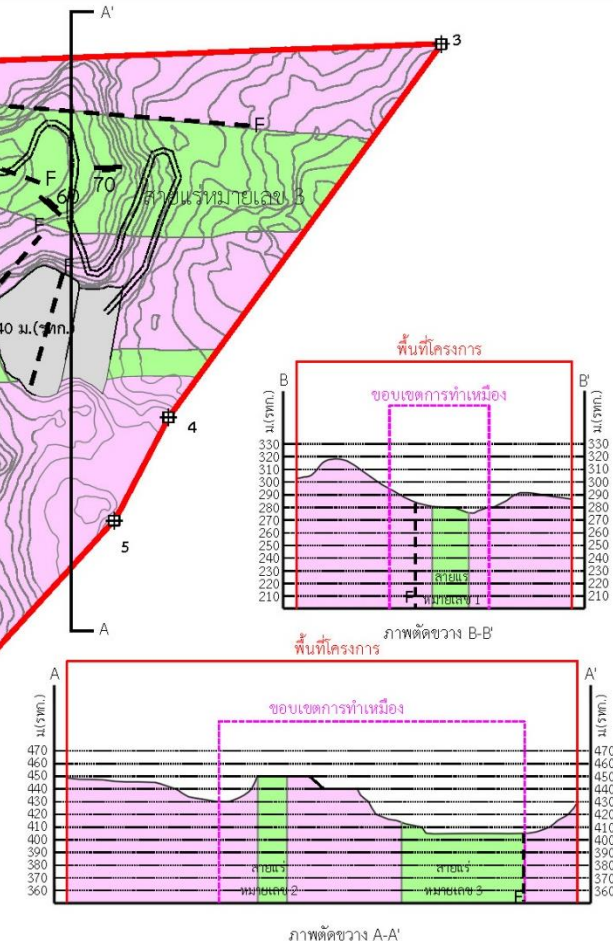 A'
3
F
F
60
70
สายแร่หมายเลข 3
F
F
40 ม.(รทก.)
4
5
A
พื้นที่โครงการ
B
B'
ขอบเขตการทำเหมือง
ม(รทก.)
ม(รทก.)
330
330
320
320
310
310
300
300
290
290
280
280
270
270
260
260
250
250
240
240
230
230
220
220
210
210
สายแร่
หมายเลข 1
F
ภาพตัดขวาง B-B'
พื้นที่โครงการ
A
A'
ขอบเขตการทำเหมือง
ม(รทก.)
ม(รทก.)
470
470
460
460
450
450
440
440
430
430
420
420
410
410
400
400
390
390
380
380
370
370
360
360
สายแร่
หมายเลข 2
สายแร่
หมายเลข 3
F
ภาพตัดขวาง A-A'